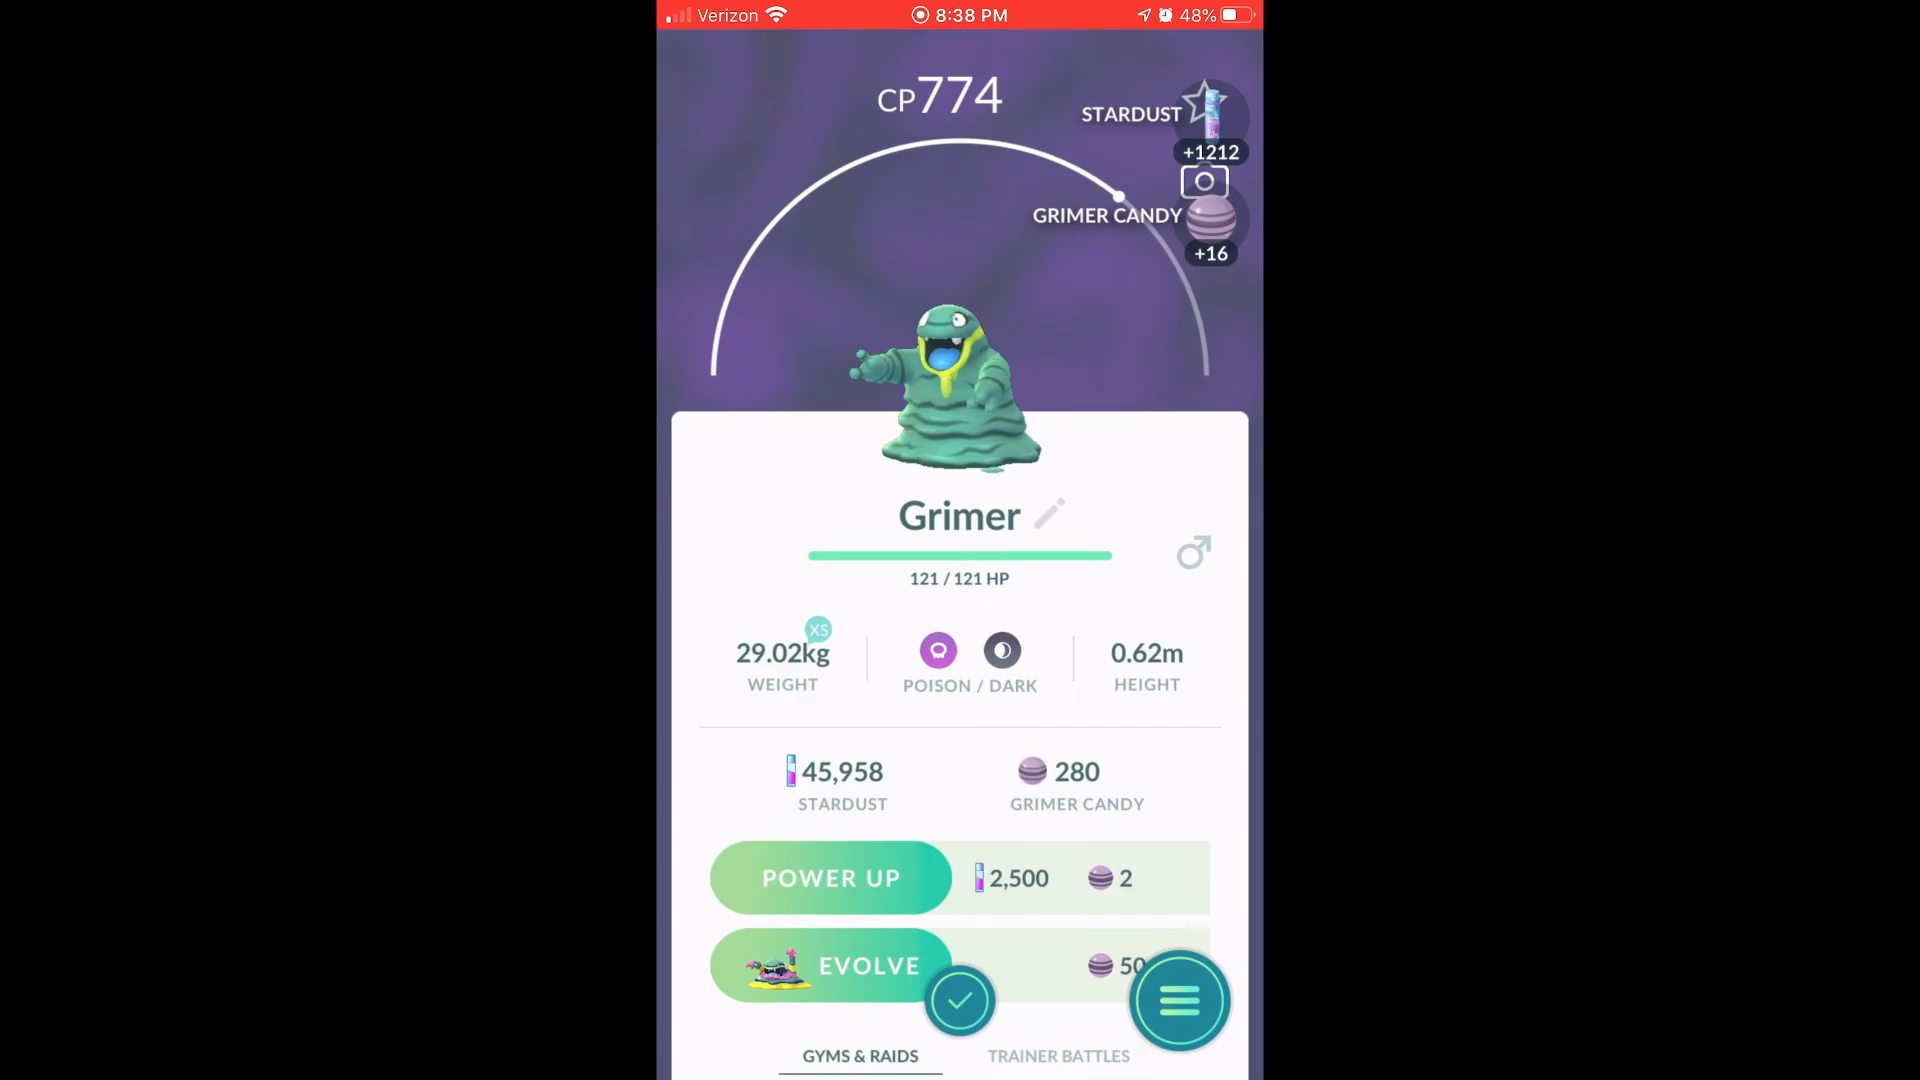 Verizon 8:38 PM 48%
CP774
STARDUST
+1212
GRIMER CANDY
+16
Grimer
121 / 121 HP
XS
29.02kg
WEIGHT
POISON / DARK
0.62m
HEIGHT
45,958
STARDUST
280
GRIMER CANDY
POWER UP 2,500 2
EVOLVE 50
GYMS & RAIDS TRAINER BATTLES